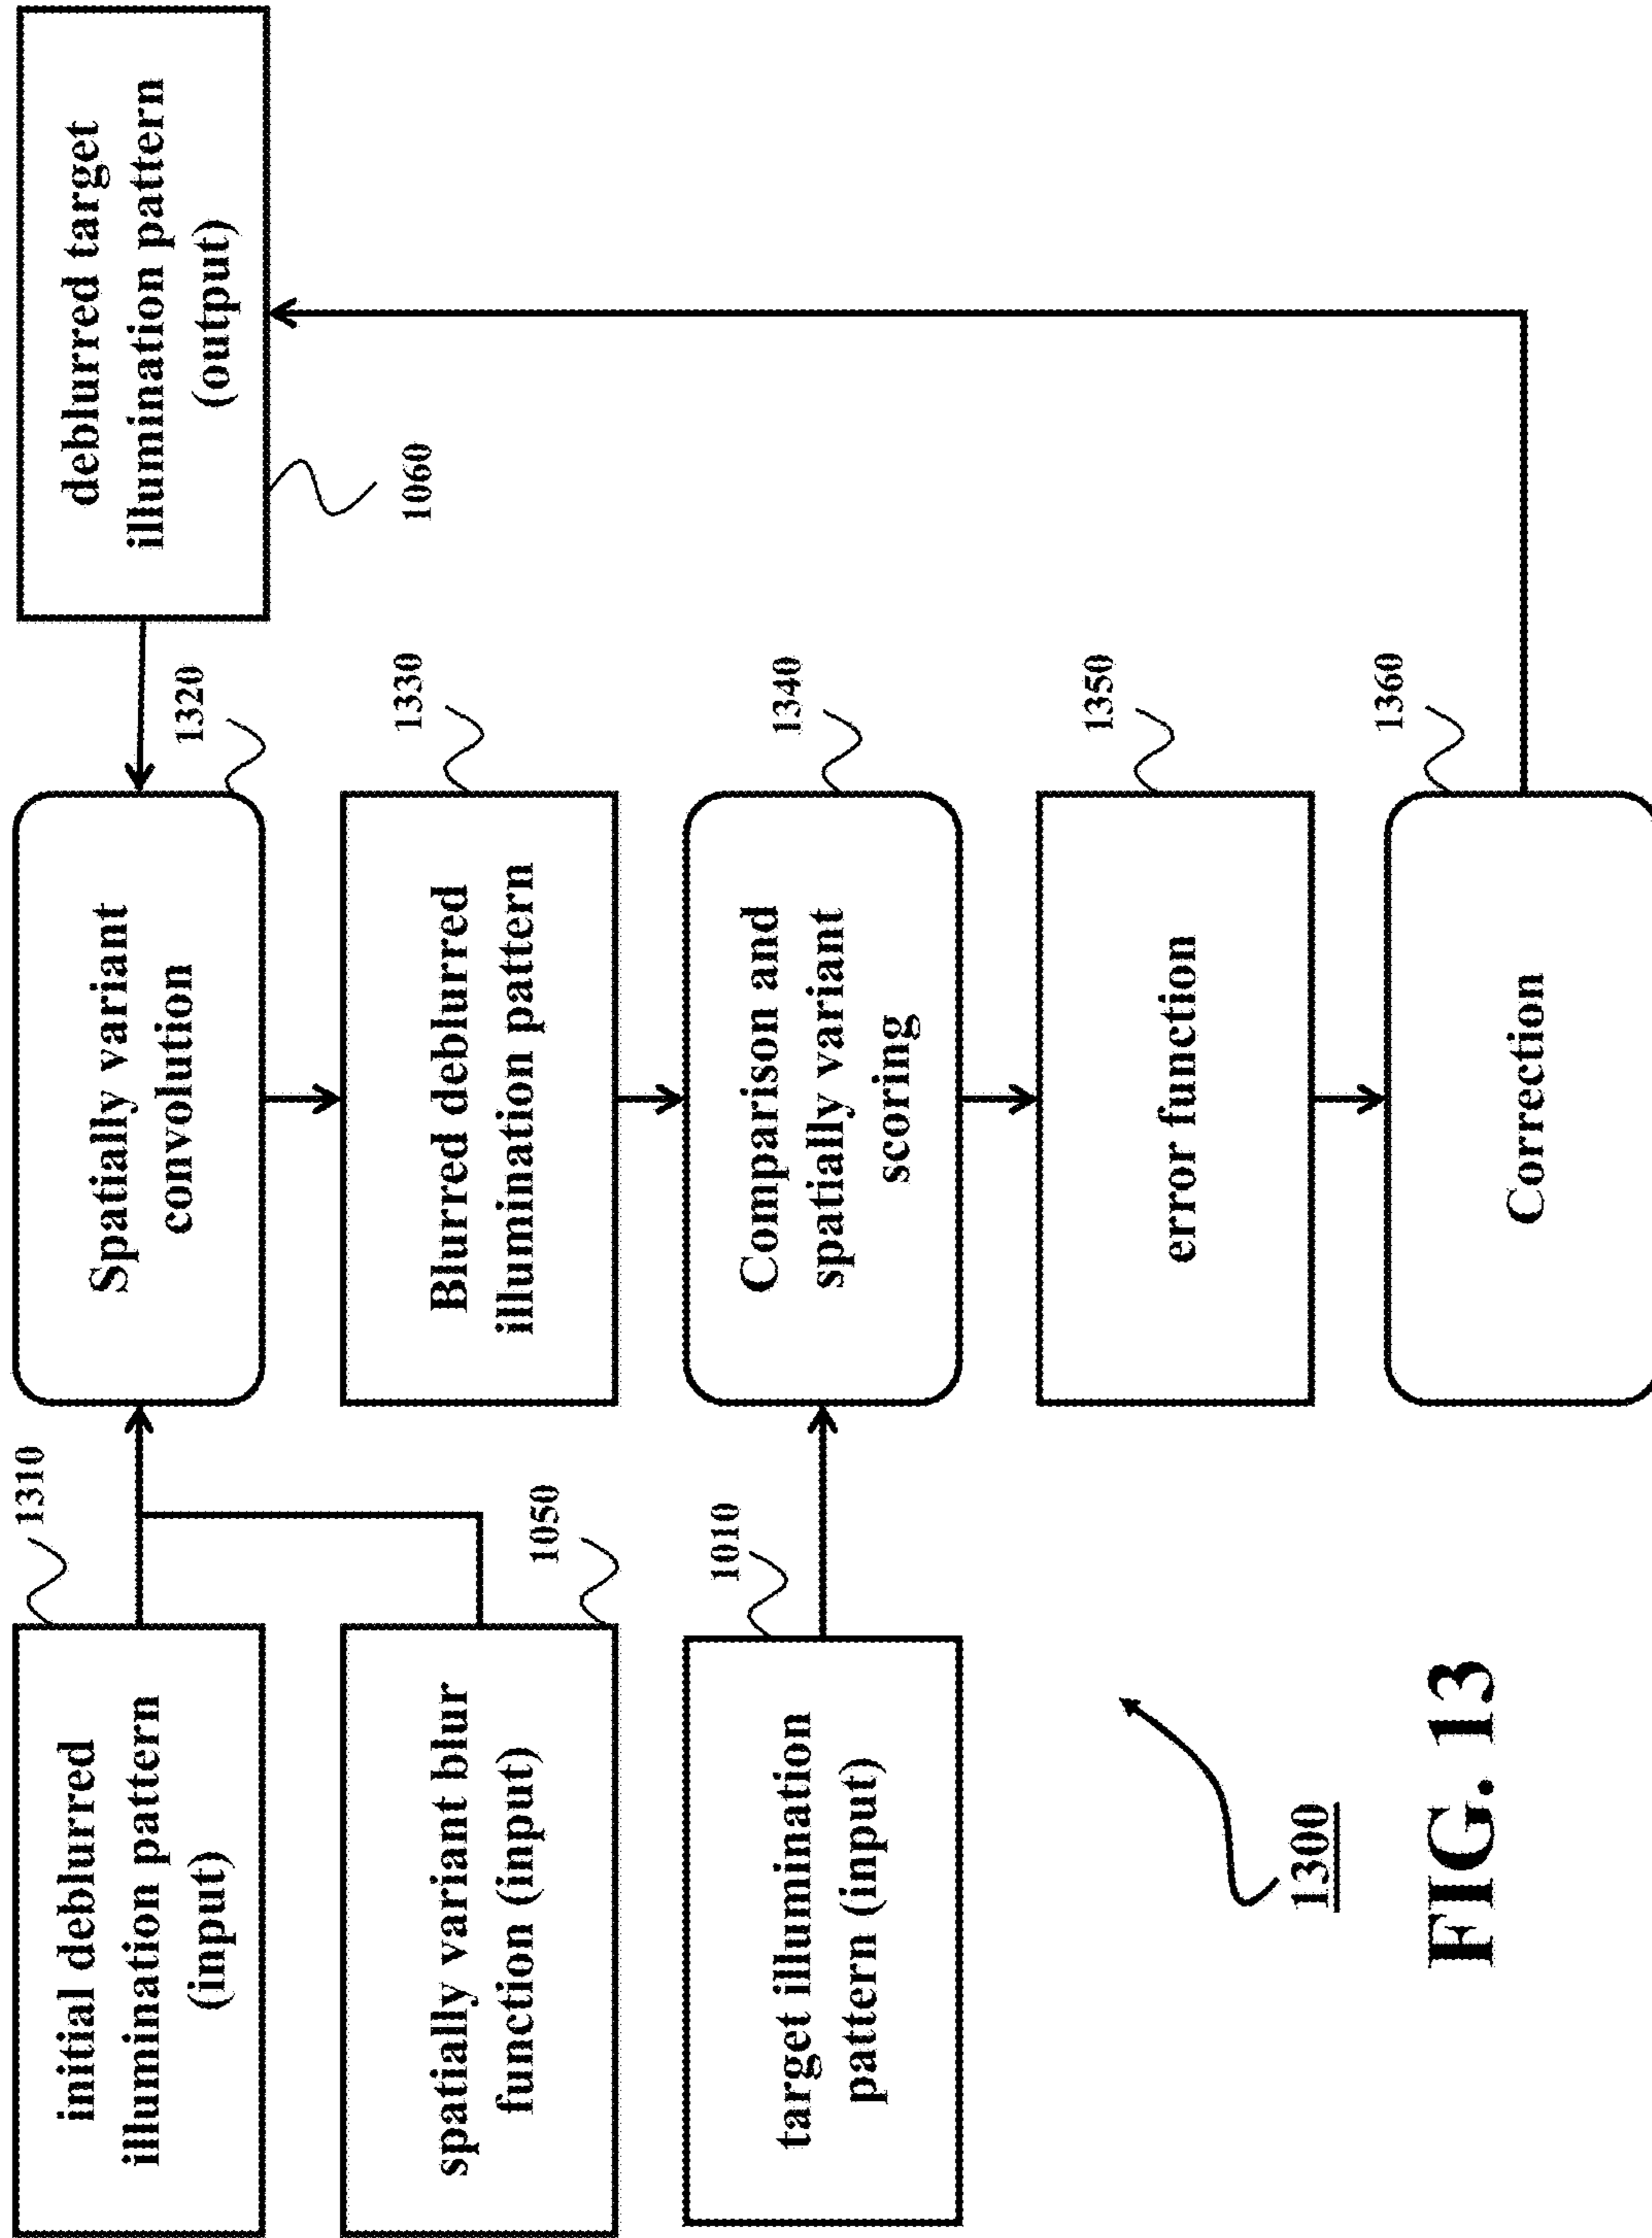 initial deblurred
illumination pattern
(input)
1310
spatially variant blur
function (input)
1050
target illumination
pattern (input)
1010
Spatially variant
convolution
1320
Blurred deblurred
illumination pattern
1330
Comparison and
spatially variant
scoring
1340
error function
1350
Correction
1360
deblurred target
illumination pattern
(output)
1060
1300
FIG. 13